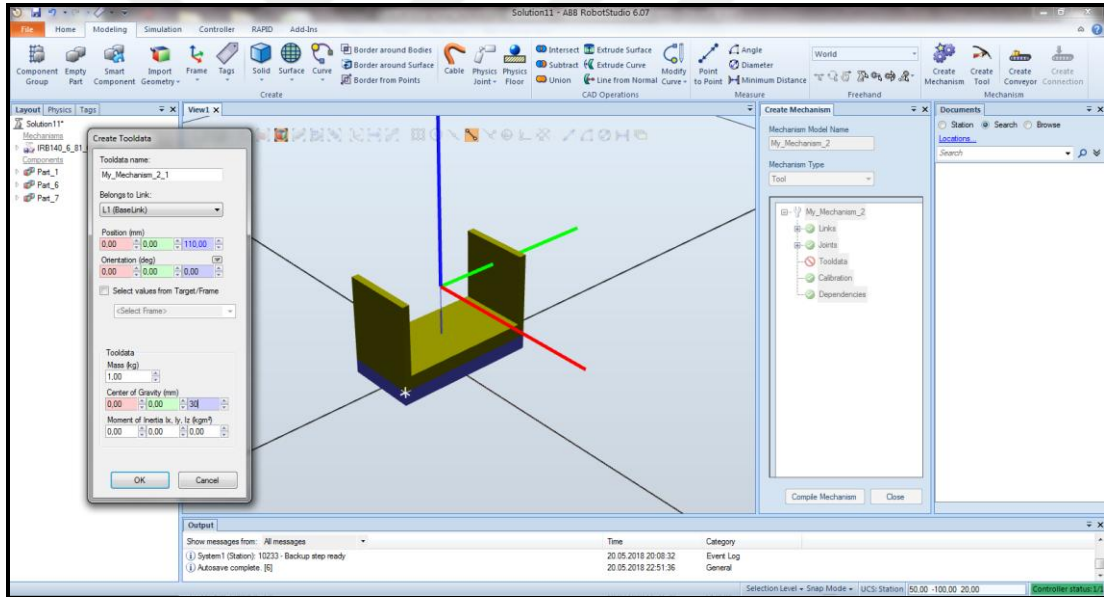 Solution11 - ABB RobotStudio 6.07
File Home Modeling Simulation Controller RAPID Add-Ins
Component Group
Empty Part
Smart Component
Import Geometry
Frame
Tags
Solid
Surface
Curve
Border around Bodies
Border around Surface
Border from Points
Create
Cable
Physics Joint
Physics Floor
Intersect
Subtract
Union
Extrude Surface
Extrude Curve
Line from Normal
Modify Curve
CAD Operations
Point to Point
Angle
Diameter
Minimum Distance
Measure
World
Freehand
Create Mechanism
Create Tool
Create Conveyor
Create Connection
Mechanism
Layout Physics Tags
Solution11*
Mechanisms
IRB140_6_81_
Components
Part_1
Part_6
Part_7
Create Tooldata
Tooldata name:
My_Mechanism_2_1
Belongs to Link:
L1 (BaseLink)
Position (mm)
0,00 0,00 110,00
Orientation (deg)
0,00 0,00 0,00
Select values from Target/Frame
<Select Frame>
Tooldata
Mass (kg)
1,00
Center of Gravity (mm)
0,00 0,00 30
Moment of Inertia Ix, Iy, Iz (kgm²)
0,00 0,00 0,00
OK Cancel
View1
Create Mechanism
Mechanism Model Name
My_Mechanism_2
Mechanism Type
Tool
My_Mechanism_2
Links
Joints
Tooldata
Calibration
Dependencies
Compile Mechanism Close
Documents
Station Search Browse
Locations...
Search
Output
Show messages from: All messages Time Category
System1 (Station): 10233 - Backup step ready 20.05.2018 20:08:32 Event Log
Autosave complete. [6] 20.05.2018 22:51:36 General
Selection Level Snap Mode UCS: Station 50,00 -100,00 20,00 Controller status: 1/1